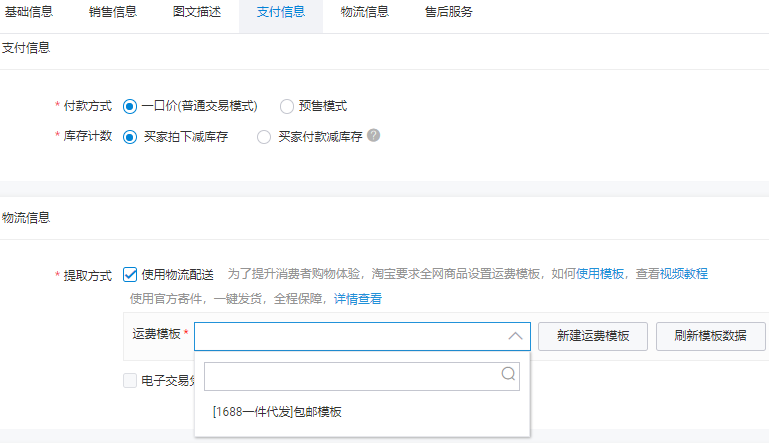 基础信息 销售信息 图文描述 支付信息 物流信息 售后服务
支付信息
* 付款方式 一口价(普通交易模式) 预售模式
* 库存计数 买家拍下减库存 买家付款减库存 ?
物流信息
* 提取方式 使用物流配送 为了提升消费者购物体验，淘宝要求全网商品设置运费模板，如何使用模板，查看视频教程
使用官方寄件，一键发货，全程保障，详情查看
运费模板 * 新建运费模板 刷新模板数据
电子交易
[1688一件代发]包邮模板